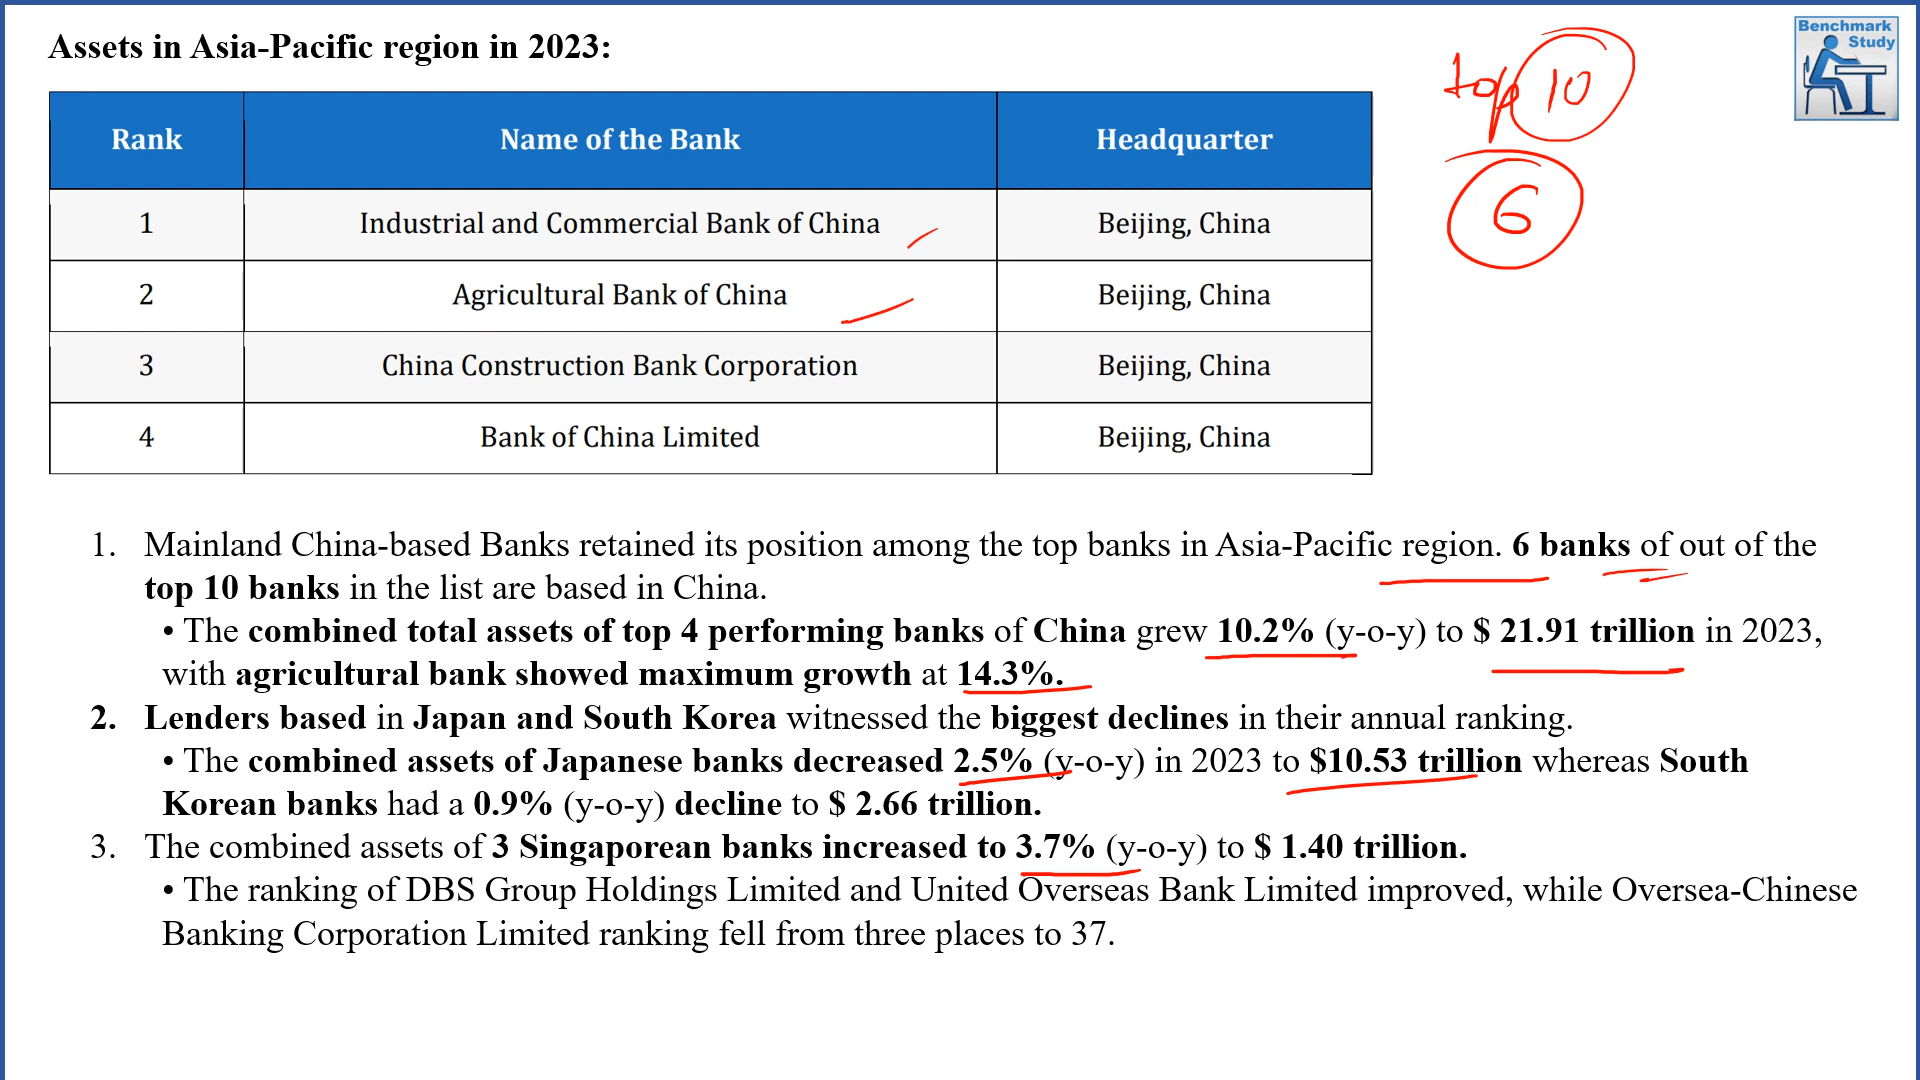 Assets in Asia-Pacific region in 2023:
top 10
6
Benchmark
Study
Rank Name of the Bank Headquarter
1 Industrial and Commercial Bank of China Beijing, China
2 Agricultural Bank of China Beijing, China
3 China Construction Bank Corporation Beijing, China
4 Bank of China Limited Beijing, China
1. Mainland China-based Banks retained its position among the top banks in Asia-Pacific region. 6 banks of out of the
top 10 banks in the list are based in China.
• The combined total assets of top 4 performing banks of China grew 10.2% (y-o-y) to $ 21.91 trillion in 2023,
with agricultural bank showed maximum growth at 14.3%.
2. Lenders based in Japan and South Korea witnessed the biggest declines in their annual ranking.
• The combined assets of Japanese banks decreased 2.5% (y-o-y) in 2023 to $10.53 trillion whereas South
Korean banks had a 0.9% (y-o-y) decline to $ 2.66 trillion.
3. The combined assets of 3 Singaporean banks increased to 3.7% (y-o-y) to $ 1.40 trillion.
• The ranking of DBS Group Holdings Limited and United Overseas Bank Limited improved, while Oversea-Chinese
Banking Corporation Limited ranking fell from three places to 37.